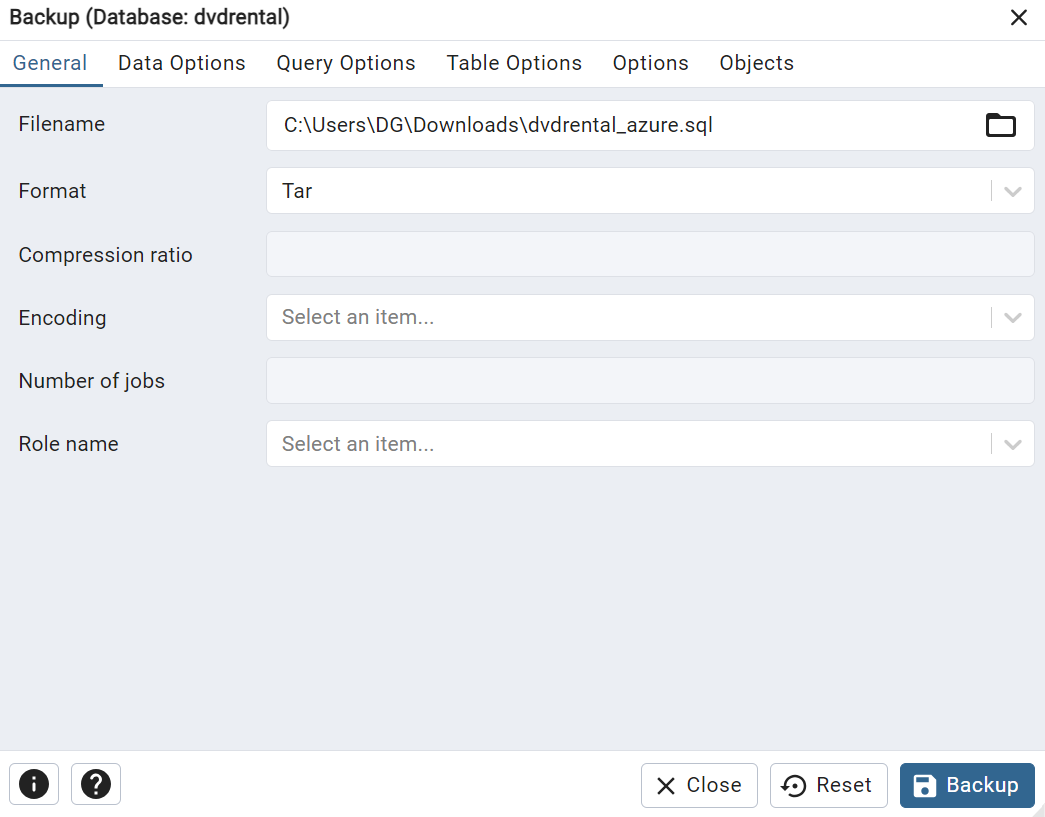 Backup (Database: dvdrental)
General Data Options Query Options Table Options Options Objects
Filename C:\Users\DG\Downloads\dvdrental_azure.sql
Format Tar
Compression ratio
Encoding Select an item...
Number of jobs
Role name Select an item...
Close Reset Backup